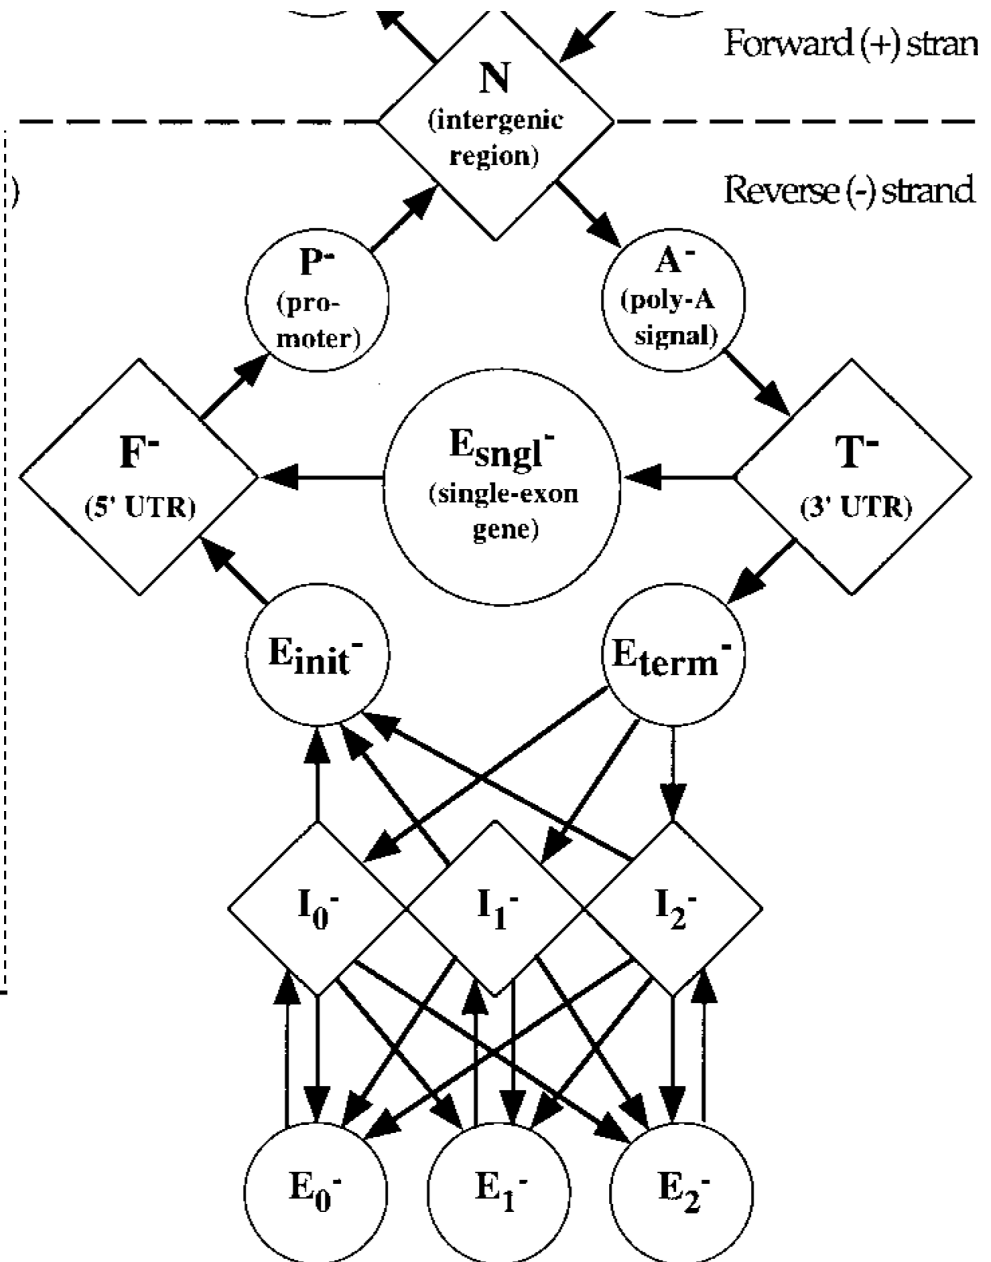 Forward (+) stran
N
(intergenic
region)
)
Reverse (-) strand
P-
(pro-
moter)
A-
(poly-A
signal)
F-
(5' UTR)
Esngl-
(single-exon
gene)
T-
(3' UTR)
Einit-
Eterm-
I0-
I1-
I2-
E0-
E1-
E2-